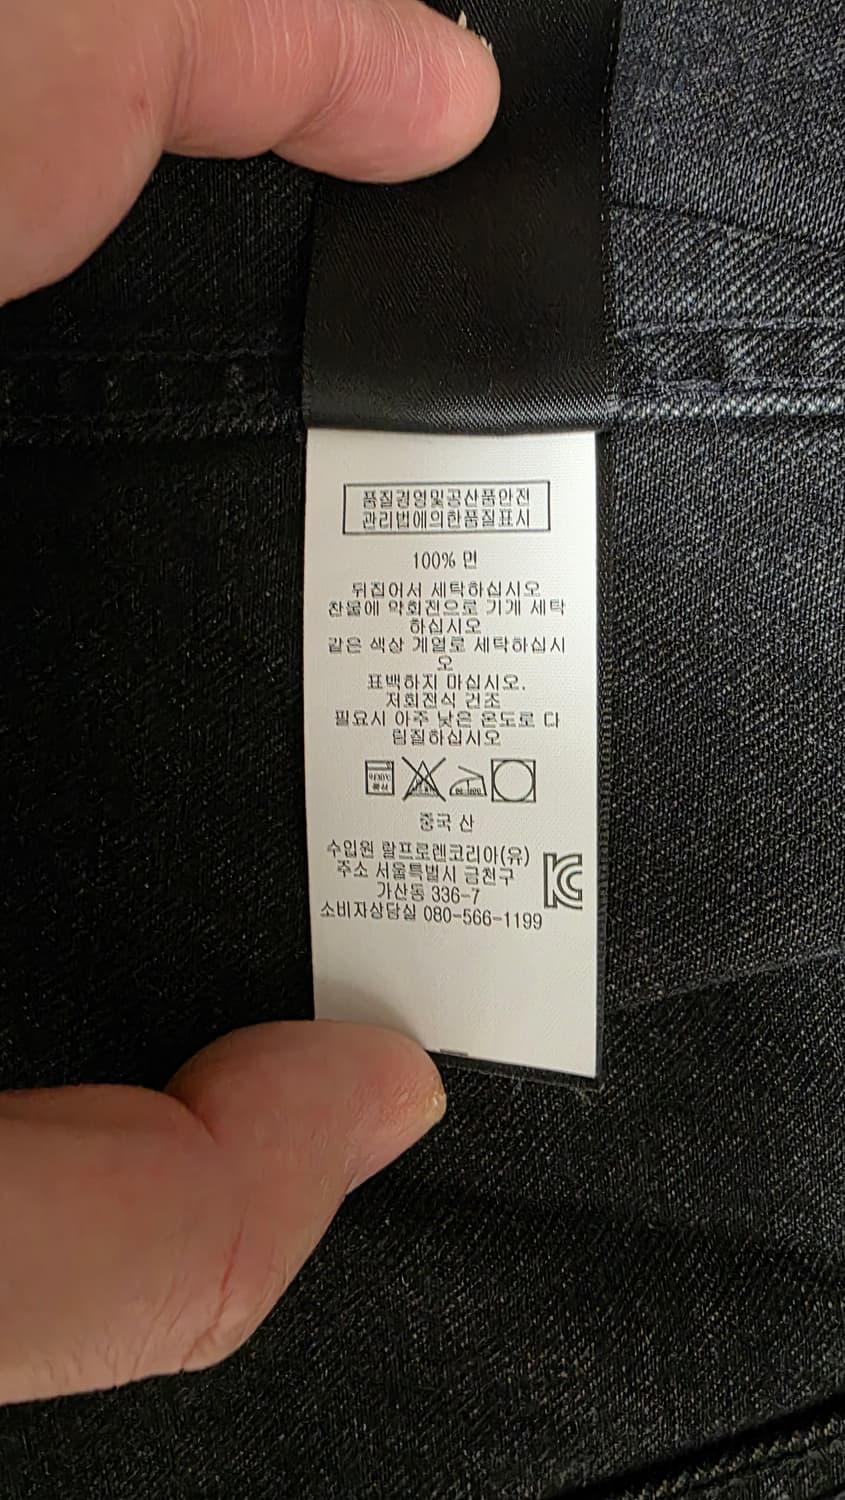 품질경영및공산품안전
관리법에의한품질표시
100% 면
뒤집어서 세탁하십시오
찬물에 약회전으로 기계 세탁
하십시오
같은 색상 계열로 세탁하십시
오
표백하지 마십시오.
저회전식 건조
필요시 아주 낮은 온도로 다
림질하십시오
약30℃
중성
중국 산
수입원 랄프로렌코리아(유)
주소 서울특별시 금천구
가산동 336-7
소비자상담실 080-566-1199